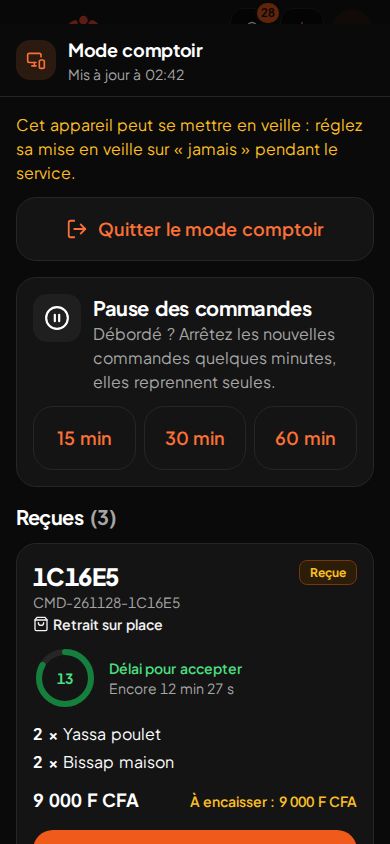 28
Mode comptoir
Mis à jour à 02:42
Cet appareil peut se mettre en veille : réglez
sa mise en veille sur « jamais » pendant le
service.
Quitter le mode comptoir
Pause des commandes
Débordé ? Arrêtez les nouvelles
commandes quelques minutes,
elles reprennent seules.
15 min 30 min 60 min
Reçues (3)
1C16E5 Reçue
CMD-261128-1C16E5
Retrait sur place
13
Délai pour accepter
Encore 12 min 27 s
2 × Yassa poulet
2 × Bissap maison
9 000 F CFA À encaisser : 9 000 F CFA